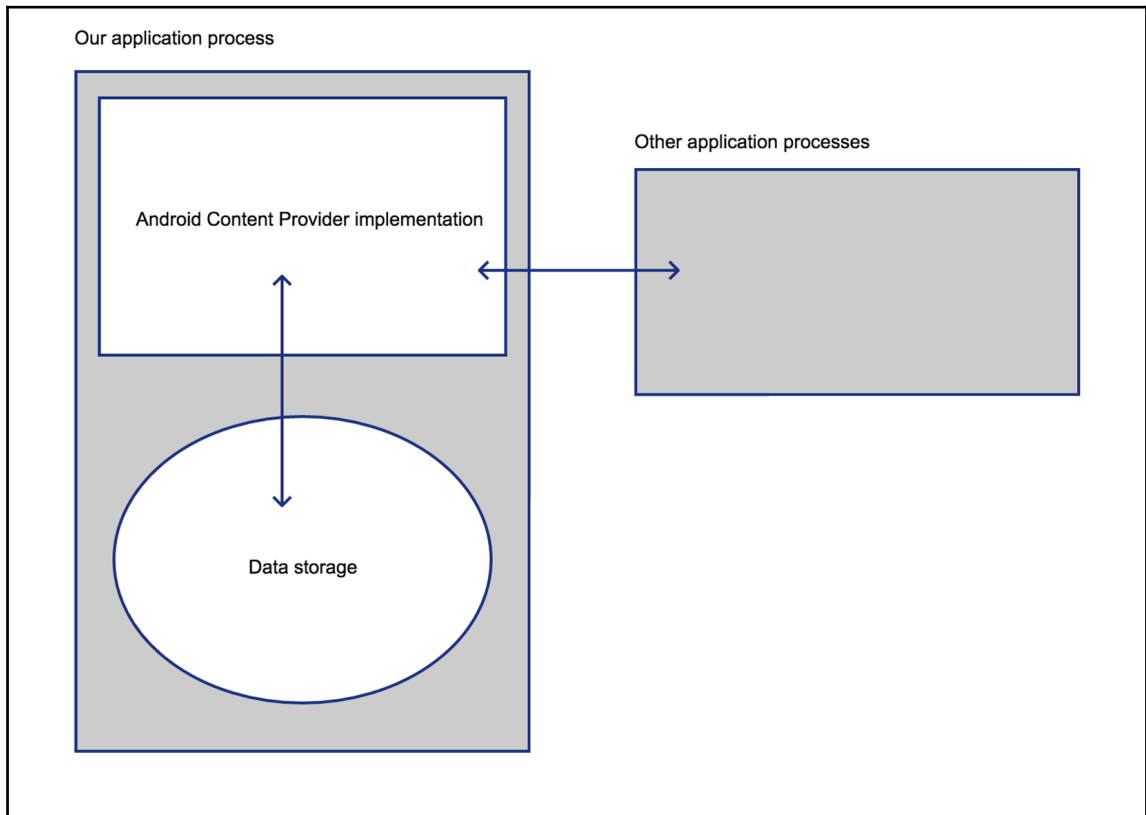 Our application process
Other application processes
Android Content Provider implementation
Data storage